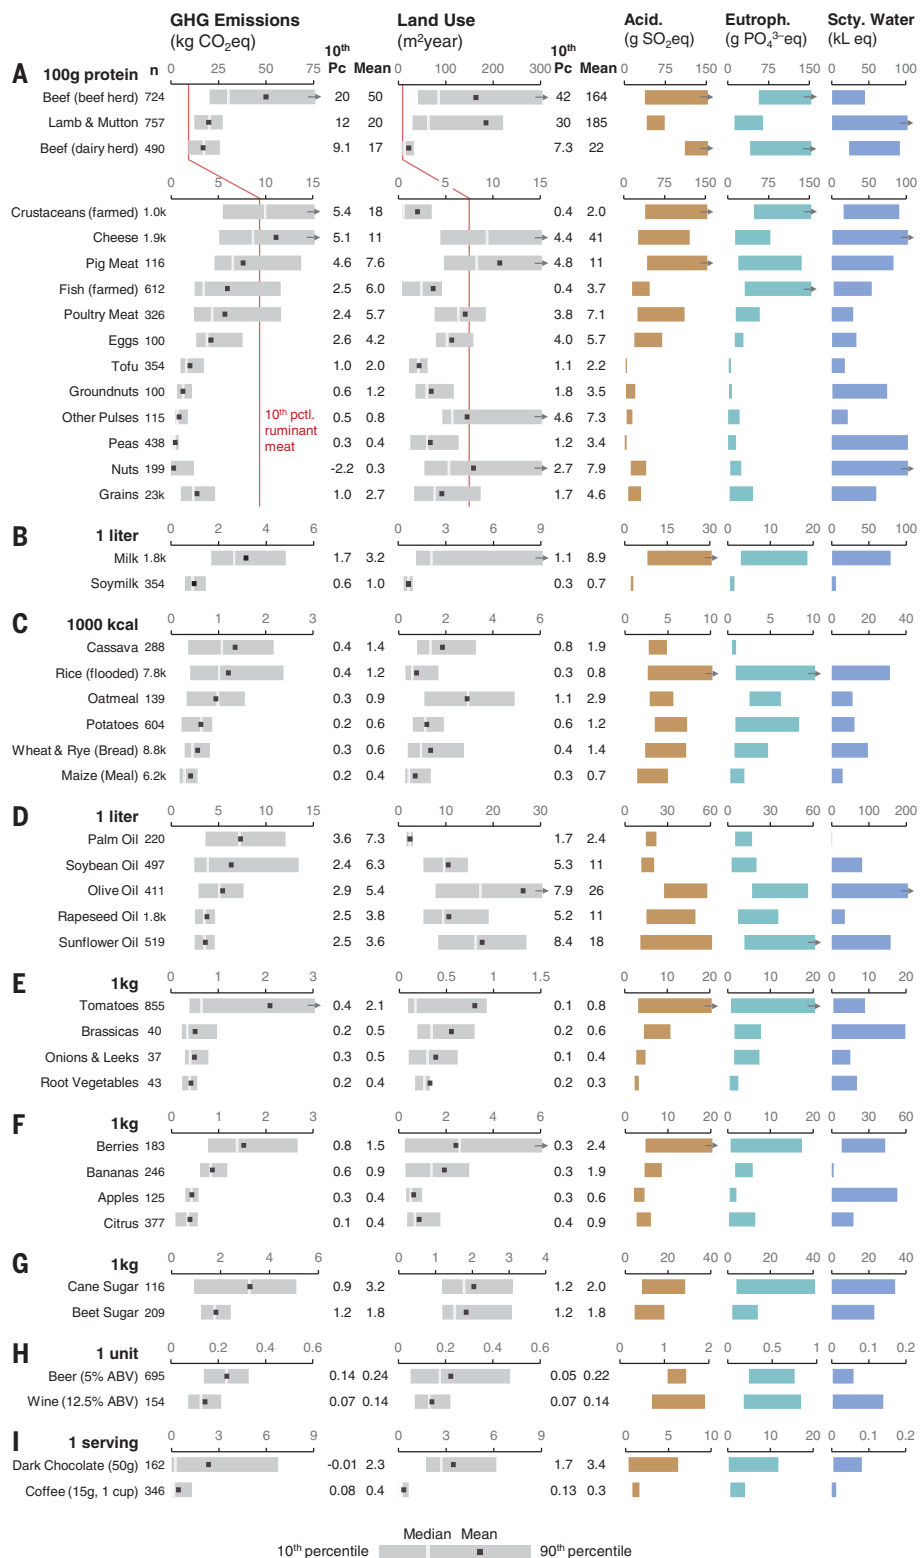 GHG Emissions Land Use Acid. Eutroph. Scty. Water
(kg CO₂eq) (m²year) (g SO₂eq) (g PO₄³⁻eq) (kL eq)
10th 10th
A 100g protein n 0 25 50 75 Pc Mean 0 100 200 300 Pc Mean 0 75 150 0 75 150 0 50 100
Beef (beef herd) 724 20 50 42 164
Lamb & Mutton 757 12 20 30 185
Beef (dairy herd) 490 9.1 17 7.3 22
0 5 10 15 0 5 10 15 0 75 150 0 75 150 0 50 100
Crustaceans (farmed) 1.0k 5.4 18 0.4 2.0
Cheese 1.9k 5.1 11 4.4 41
Pig Meat 116 4.6 7.6 4.8 11
Fish (farmed) 612 2.5 6.0 0.4 3.7
Poultry Meat 326 2.4 5.7 3.8 7.1
Eggs 100 2.6 4.2 4.0 5.7
Tofu 354 1.0 2.0 1.1 2.2
Groundnuts 100 0.6 1.2 1.8 3.5
Other Pulses 115 10th pctl. 0.5 0.8 4.6 7.3
ruminant
Peas 438 meat 0.3 0.4 1.2 3.4
Nuts 199 -2.2 0.3 2.7 7.9
Grains 23k 1.0 2.7 1.7 4.6
B 1 liter 0 2 4 6 0 3 6 9 0 15 30 0 10 20 0 50 100
Milk 1.8k 1.7 3.2 1.1 8.9
Soymilk 354 0.6 1.0 0.3 0.7
C 1000 kcal 0 1 2 3 0 2 4 6 0 5 10 0 5 10 0 20 40
Cassava 288 0.4 1.4 0.8 1.9
Rice (flooded) 7.8k 0.4 1.2 0.3 0.8
Oatmeal 139 0.3 0.9 1.1 2.9
Potatoes 604 0.2 0.6 0.6 1.2
Wheat & Rye (Bread) 8.8k 0.3 0.6 0.4 1.4
Maize (Meal) 6.2k 0.2 0.4 0.3 0.7
D 1 liter 0 5 10 15 0 10 20 30 0 30 60 0 30 60 0 100 200
Palm Oil 220 3.6 7.3 1.7 2.4
Soybean Oil 497 2.4 6.3 5.3 11
Olive Oil 411 2.9 5.4 7.9 26
Rapeseed Oil 1.8k 2.5 3.8 5.2 11
Sunflower Oil 519 2.5 3.6 8.4 18
E 1kg 0 1 2 3 0 0.5 1 1.5 0 10 20 0 10 20 0 10 20
Tomatoes 855 0.4 2.1 0.1 0.8
Brassicas 40 0.2 0.5 0.2 0.6
Onions & Leeks 37 0.3 0.5 0.1 0.4
Root Vegetables 43 0.2 0.4 0.2 0.3
F 1kg 0 1 2 3 0 2 4 6 0 10 20 0 10 20 0 30 60
Berries 183 0.8 1.5 0.3 2.4
Bananas 246 0.6 0.9 0.3 1.9
Apples 125 0.3 0.4 0.3 0.6
Citrus 377 0.1 0.4 0.4 0.9
G 1kg 0 2 4 6 0 1 2 3 4 0 20 40 0 20 40 0 20 40
Cane Sugar 116 0.9 3.2 1.2 2.0
Beet Sugar 209 1.2 1.8 1.2 1.8
H 1 unit 0 0.2 0.4 0.6 0 0.2 0.4 0.6 0 1 2 0 0.5 1 0 0.1 0.2
Beer (5% ABV) 695 0.14 0.24 0.05 0.22
Wine (12.5% ABV) 154 0.07 0.14 0.07 0.14
I 1 serving 0 3 6 9 0 3 6 9 0 5 10 0 10 20 0 0.1 0.2
Dark Chocolate (50g) 162 -0.01 2.3 1.7 3.4
Coffee (15g, 1 cup) 346 0.08 0.4 0.13 0.3
Median Mean
10th percentile 90th percentile